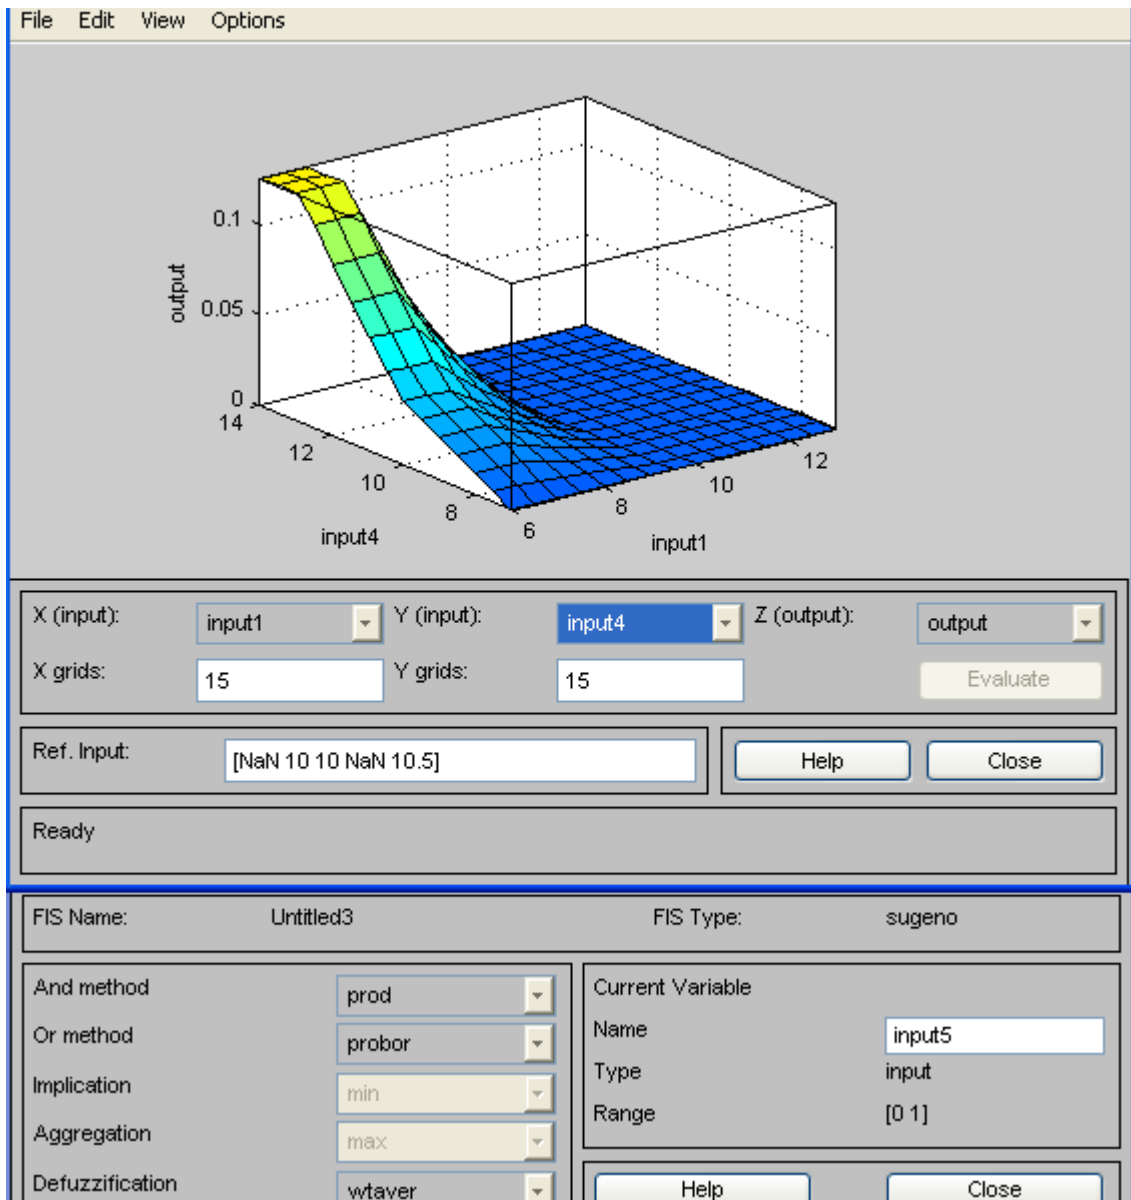 File Edit View Options
0.1
0.05
0
output
14
12
10
8
input4
6
8
10
12
input1
X (input): input1 Y (input): input4 Z (output): output
X grids: 15 Y grids: 15 Evaluate
Ref. Input: [NaN 10 10 NaN 10.5] Help Close
Ready
FIS Name: Untitled3 FIS Type: sugeno
And method prod
Or method probor
Implication min
Aggregation max
Defuzzification wtaver
Current Variable
Name input5
Type input
Range [0 1]
Help Close